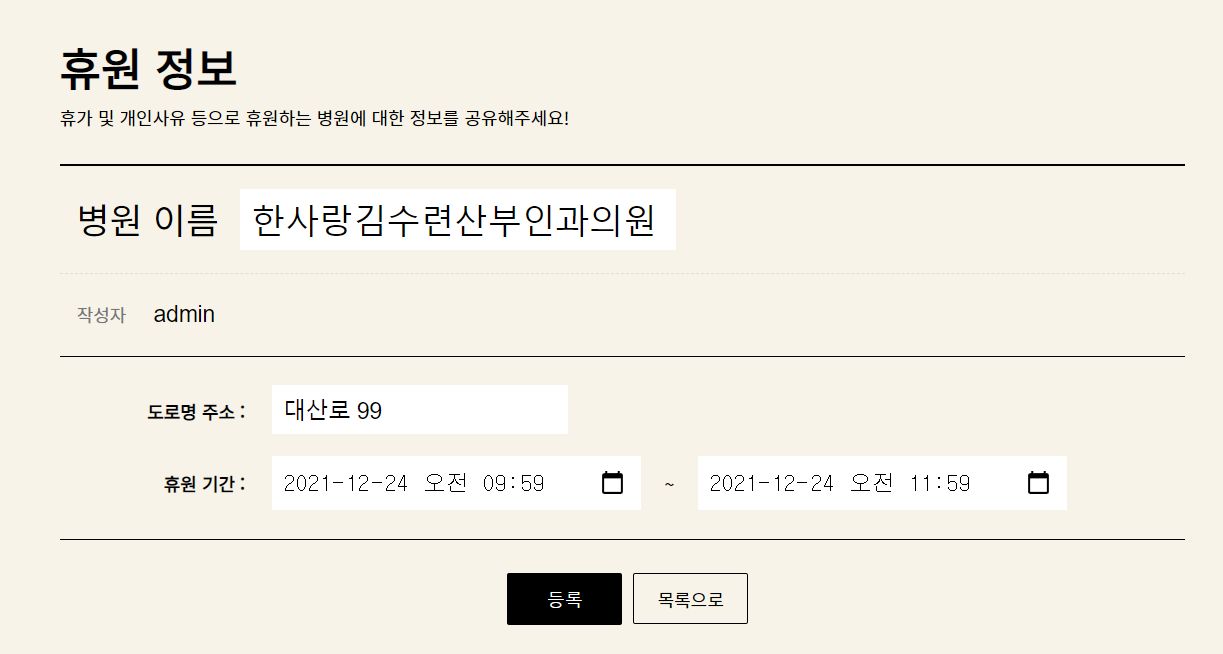 휴원 정보
휴가 및 개인사유 등으로 휴원하는 병원에 대한 정보를 공유해주세요!
병원 이름 한사랑김수련산부인과의원
작성자 admin
도로명 주소 : 대산로 99
휴원 기간 : 2021-12-24 오전 09:59 ~ 2021-12-24 오전 11:59
등록 목록으로